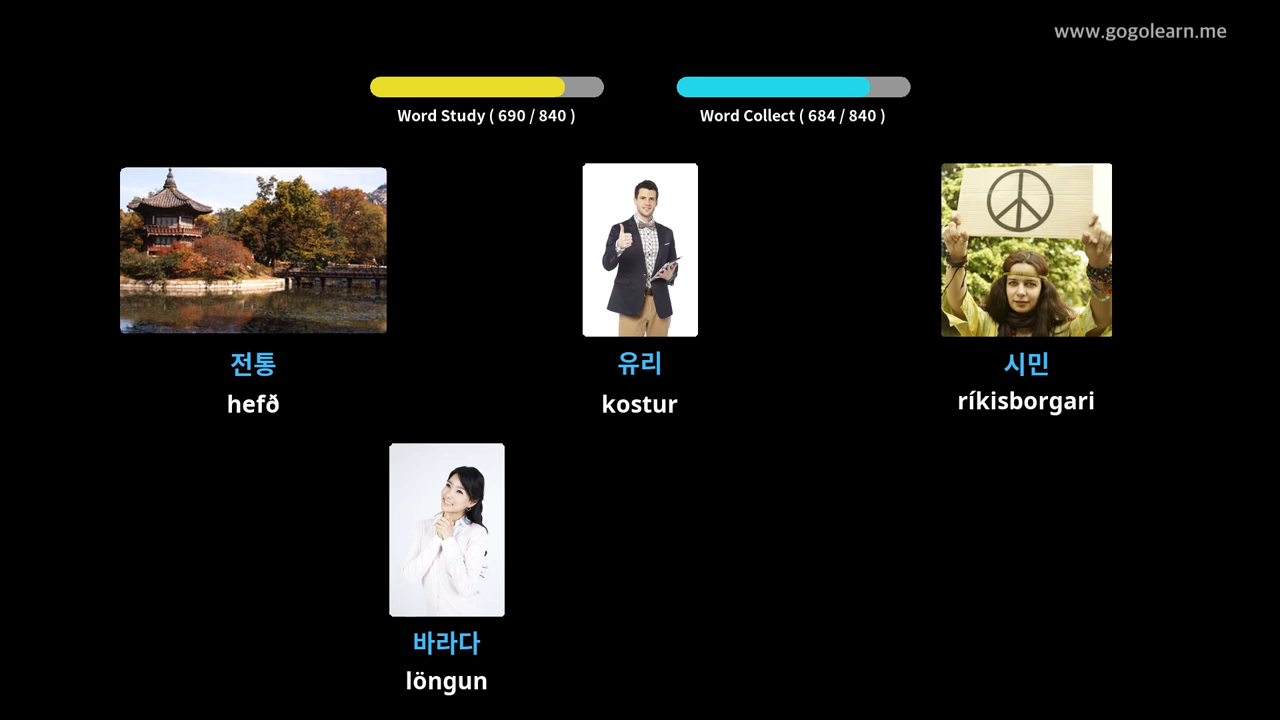 www.gogolearn.me
Word Study ( 690 / 840 )
Word Collect ( 684 / 840 )
전통
hefð
유리
kostur
시민
ríkisborgari
바라다
löngun